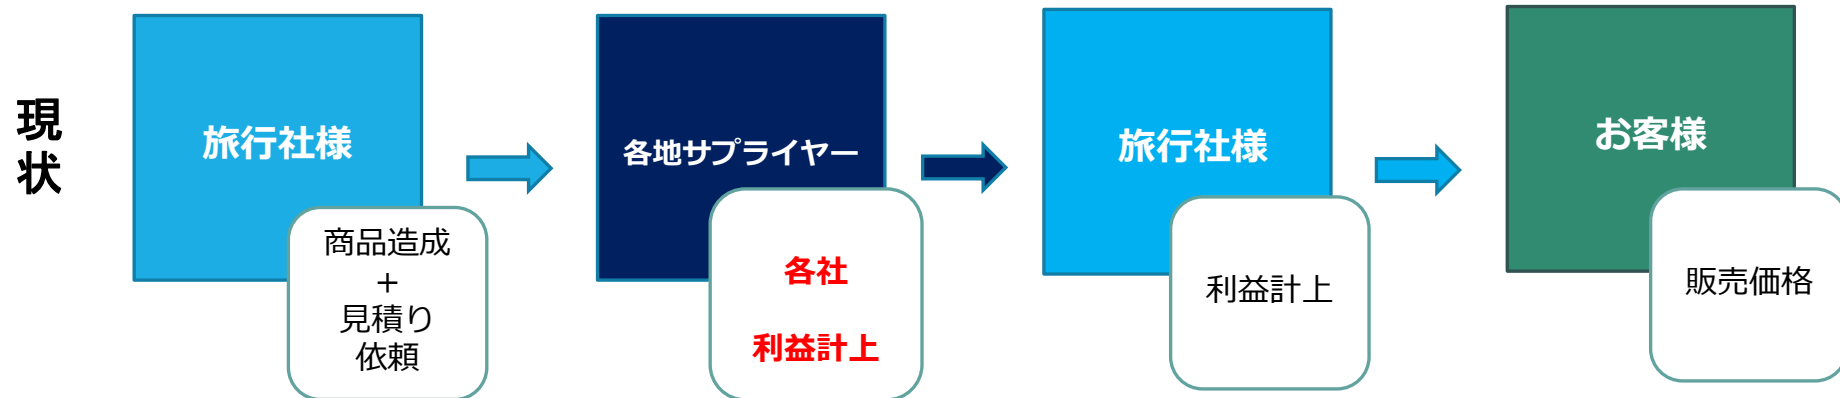 現
状
旅行社様
商品造成
+
見積り
依頼
各地サプライヤー
各社
利益計上
旅行社様
利益計上
お客様
販売価格